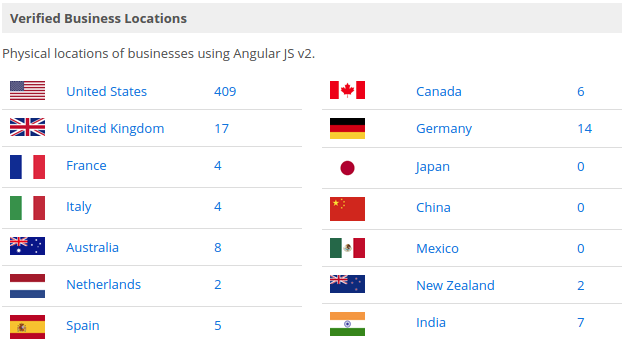 Verified Business Locations
Physical locations of businesses using Angular JS v2.
United States 409 Canada 6
United Kingdom 17 Germany 14
France 4 Japan 0
Italy 4 China 0
Australia 8 Mexico 0
Netherlands 2 New Zealand 2
Spain 5 India 7